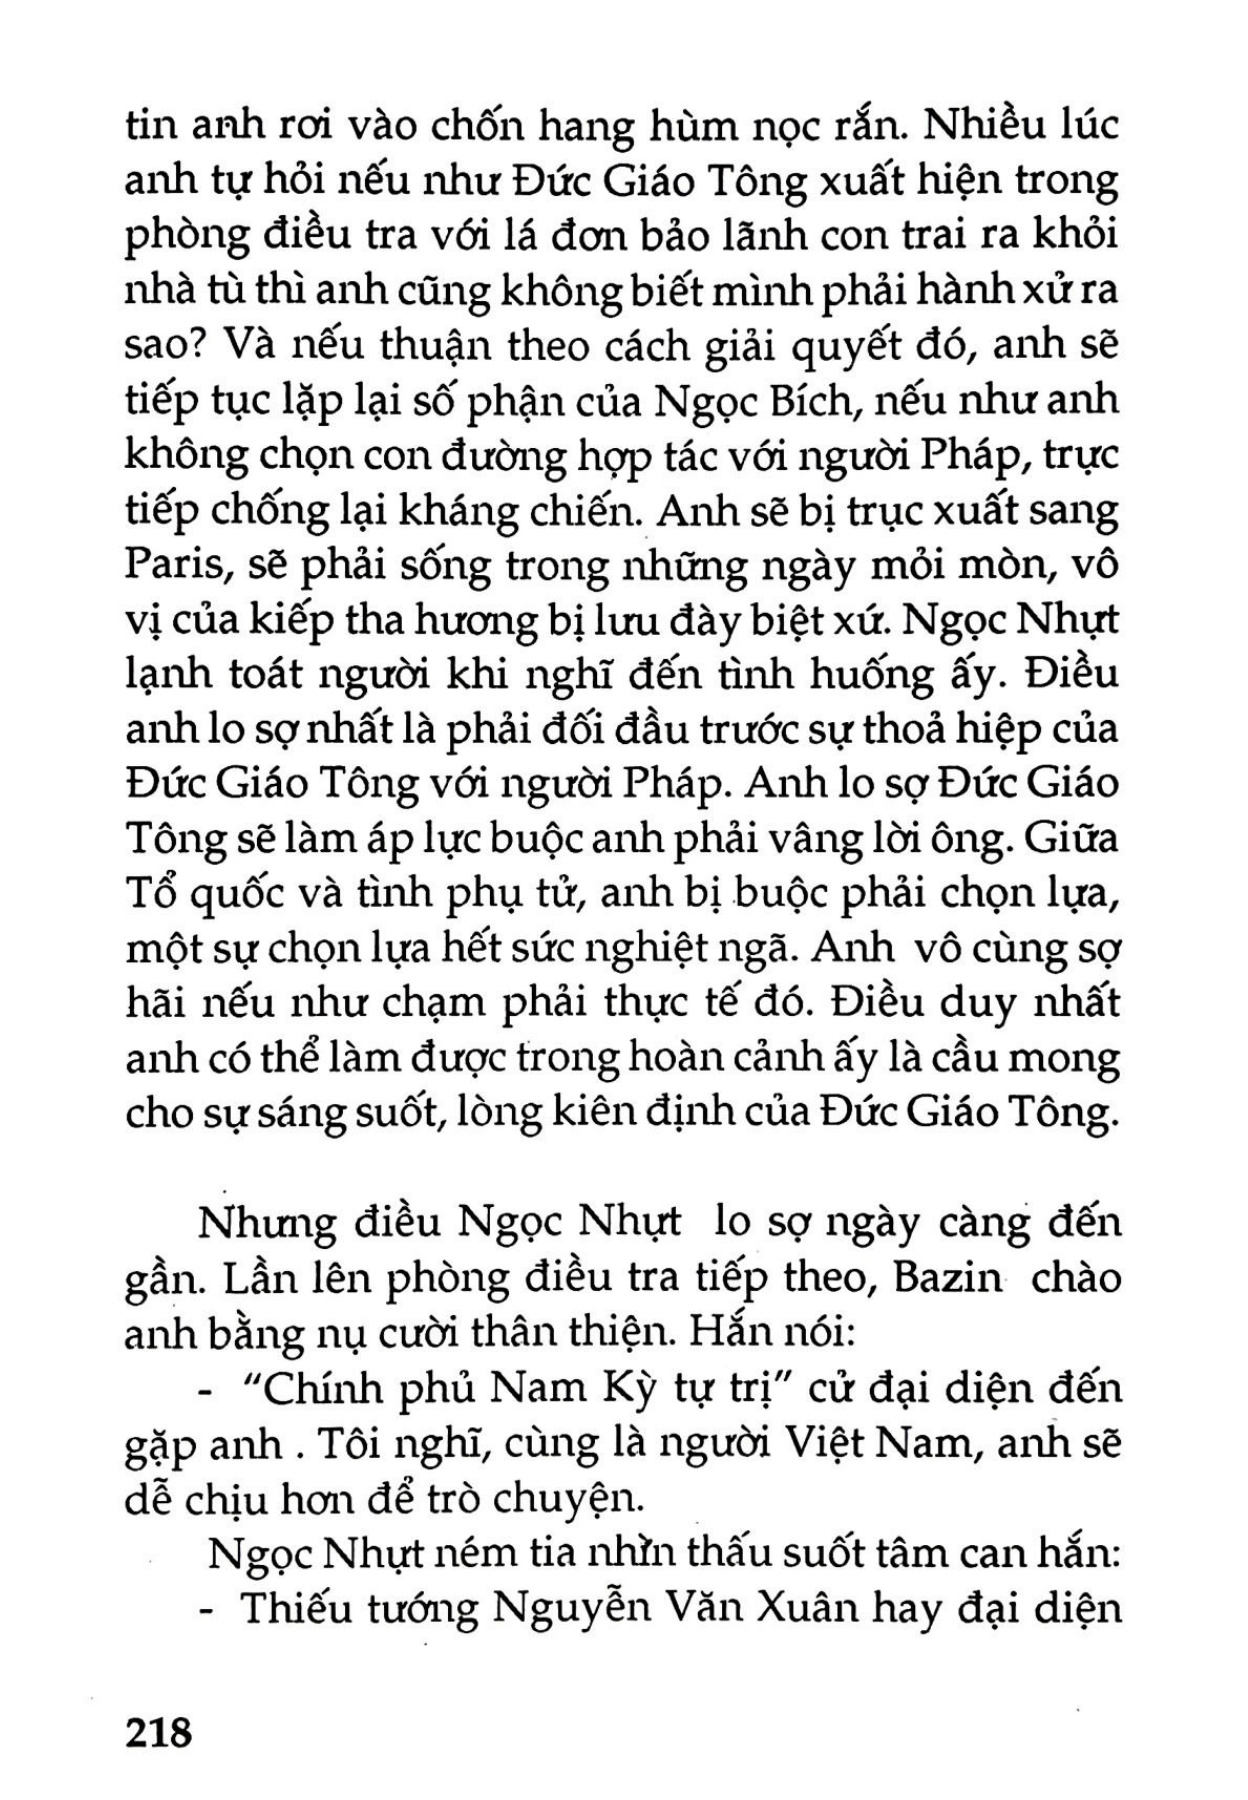 tin anh rơi vào chốn hang hùm nọc rắn. Nhiều lúc
anh tự hỏi nếu như Đức Giáo Tông xuất hiện trong
phòng điều tra với lá đơn bảo lãnh con trai ra khỏi
nhà tù thì anh cũng không biết mình phải hành xử ra
sao? Và nếu thuận theo cách giải quyết đó, anh sẽ
tiếp tục lặp lại số phận của Ngọc Bích, nếu như anh
không chọn con đường hợp tác với người Pháp, trực
tiếp chống lại kháng chiến. Anh sẽ bị trục xuất sang
Paris, sẽ phải sống trong những ngày mỏi mòn, vô
vị của kiếp tha hương bị lưu đày biệt xứ. Ngọc Nhựt
lạnh toát người khi nghĩ đến tình huống ấy. Điều
anh lo sợ nhất là phải đối đầu trước sự thoả hiệp của
Đức Giáo Tông với người Pháp. Anh lo sợ Đức Giáo
Tông sẽ làm áp lực buộc anh phải vâng lời ông. Giữa
Tổ quốc và tình phụ tử, anh bị buộc phải chọn lựa,
một sự chọn lựa hết sức nghiệt ngã. Anh vô cùng sợ
hãi nếu như chạm phải thực tế đó. Điều duy nhất
anh có thể làm được trong hoàn cảnh ấy là cầu mong
cho sự sáng suốt, lòng kiên định của Đức Giáo Tông.
Nhưng điều Ngọc Nhựt lo sợ ngày càng đến
gần. Lần lên phòng điều tra tiếp theo, Bazin chào
anh bằng nụ cười thân thiện. Hắn nói:
- "Chính phủ Nam Kỳ tự trị" cử đại diện đến
gặp anh . Tôi nghĩ, cùng là người Việt Nam, anh sẽ
dễ chịu hơn để trò chuyện.
Ngọc Nhựt ném tia nhìn thấu suốt tâm can hắn:
- Thiếu tướng Nguyễn Văn Xuân hay đại diện
218